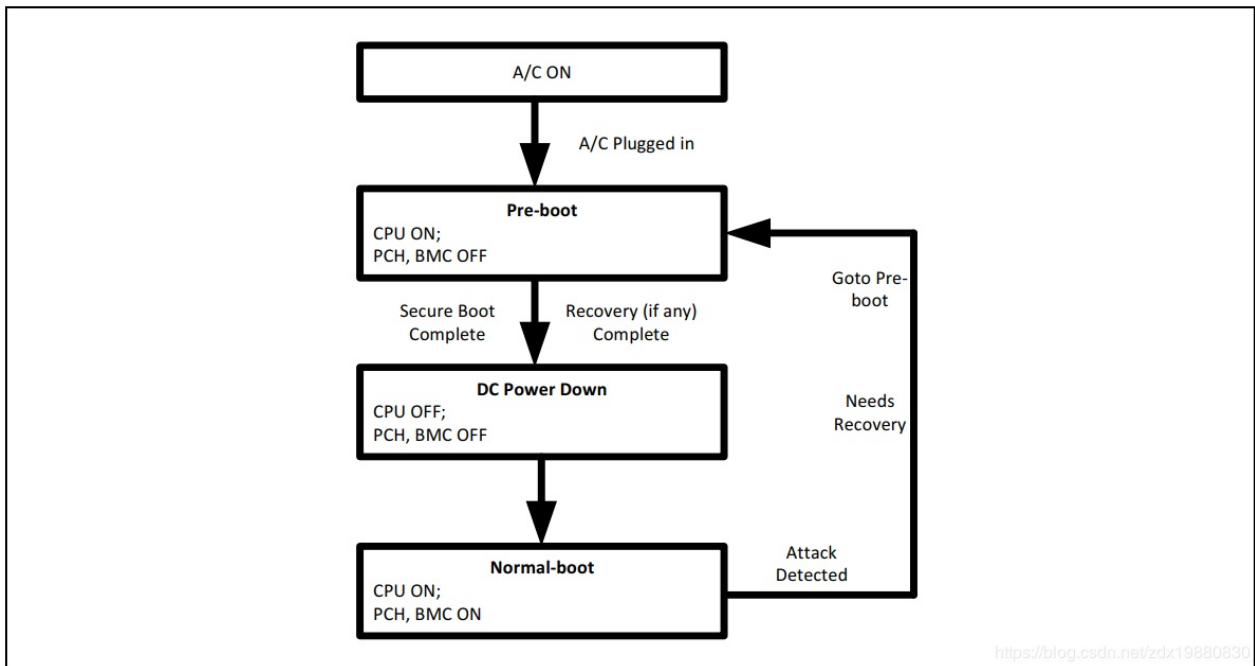 A/C ON
A/C Plugged in
Pre-boot
CPU ON;
PCH, BMC OFF
Secure Boot
Complete
Recovery (if any)
Complete
DC Power Down
CPU OFF;
PCH, BMC OFF
Normal-boot
CPU ON;
PCH, BMC ON
Attack
Detected
Needs
Recovery
Goto Pre-
boot
https://blog.csdn.net/zdx19880830